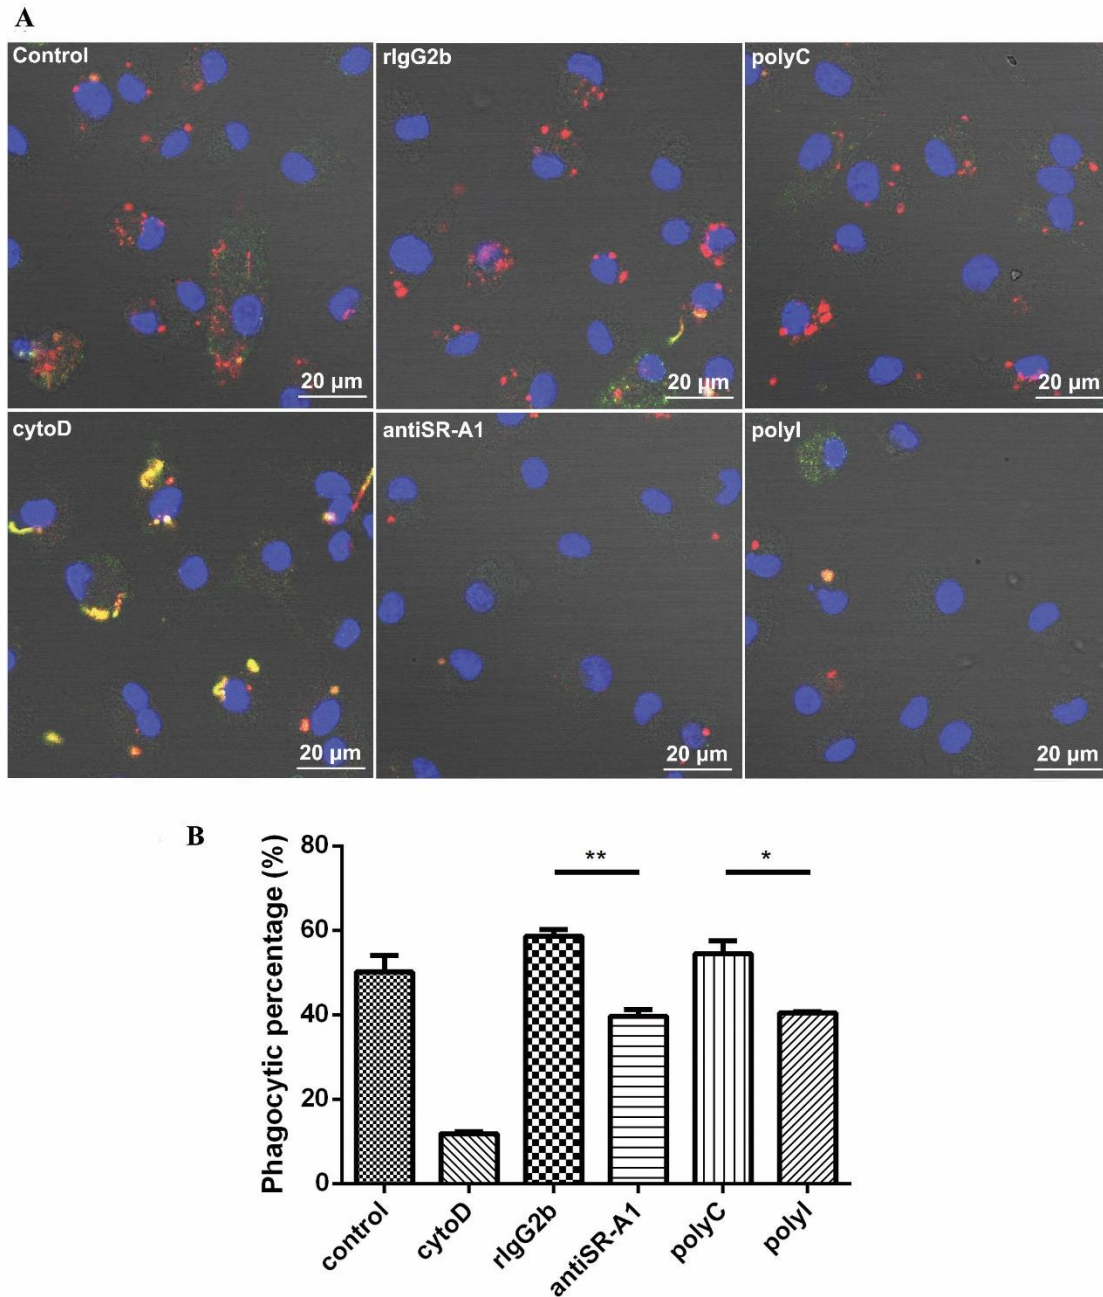 A
Control
rIgG2b
polyC
20 µm
20 µm
20 µm
cytoD
antiSR-A1
polyI
20 µm
20 µm
20 µm
B
Phagocytic percentage (%)
80
60
40
20
0
**
*
control
cytoD
rIgG2b
antiSR-A1
polyC
polyI